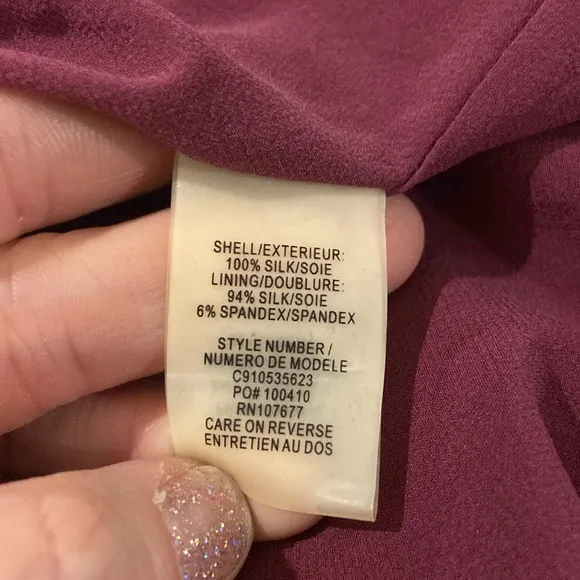 SHELL/EXTERIEUR:
100% SILK/SOIE
LINING/DOUBLURE:
94% SILK/SOIE
6% SPANDEX/SPANDEX
STYLE NUMBER /
NUMERO DE MODELE
C910535623
PO# 100410
RN107677
CARE ON REVERSE
ENTRETIEN AU DOS